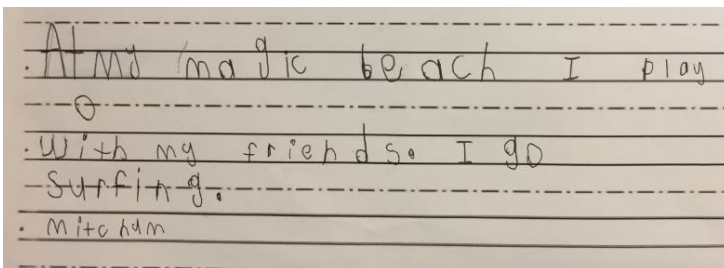 At my magic beach I play
with my friends. I go
surfing.
Mitcham